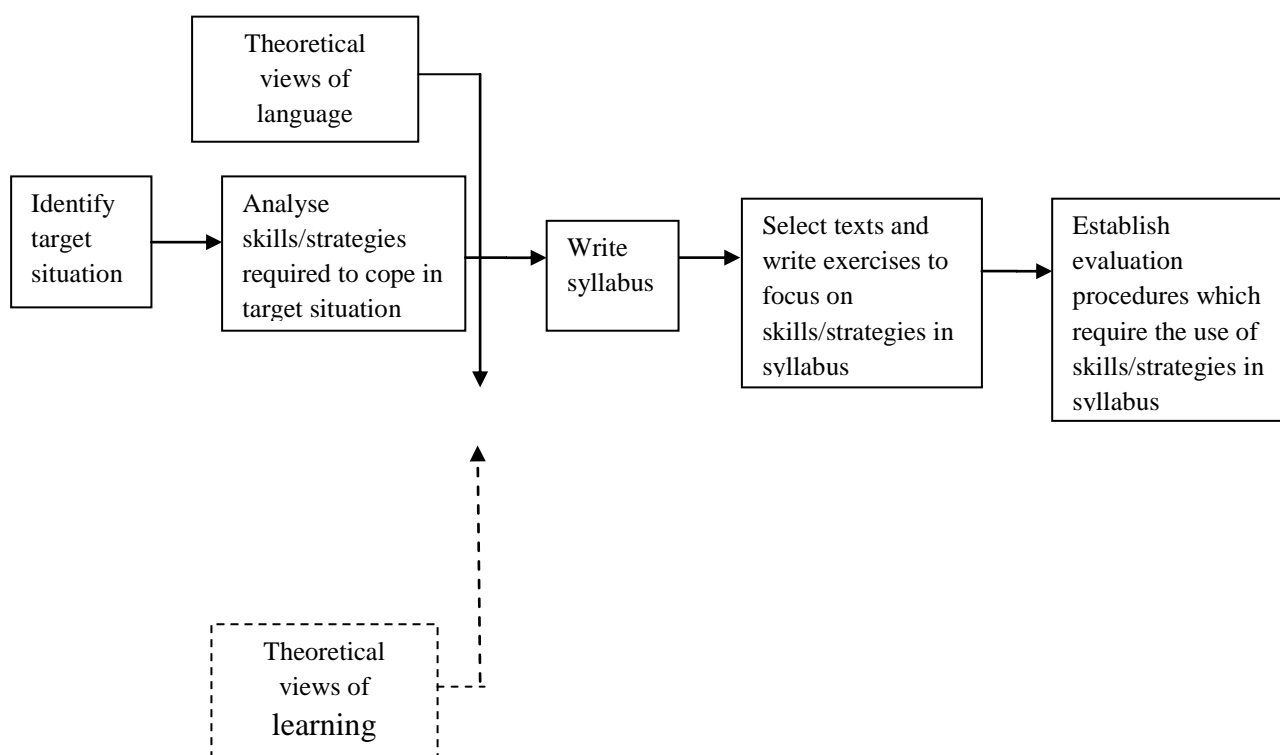 Theoretical
views of
language
Identify
target
situation
Analyse
skills/strategies
required to cope in
target situation
Write
syllabus
Select texts and
write exercises to
focus on
skills/strategies in
syllabus
Establish
evaluation
procedures which
require the use of
skills/strategies in
syllabus
Theoretical
views of
learning